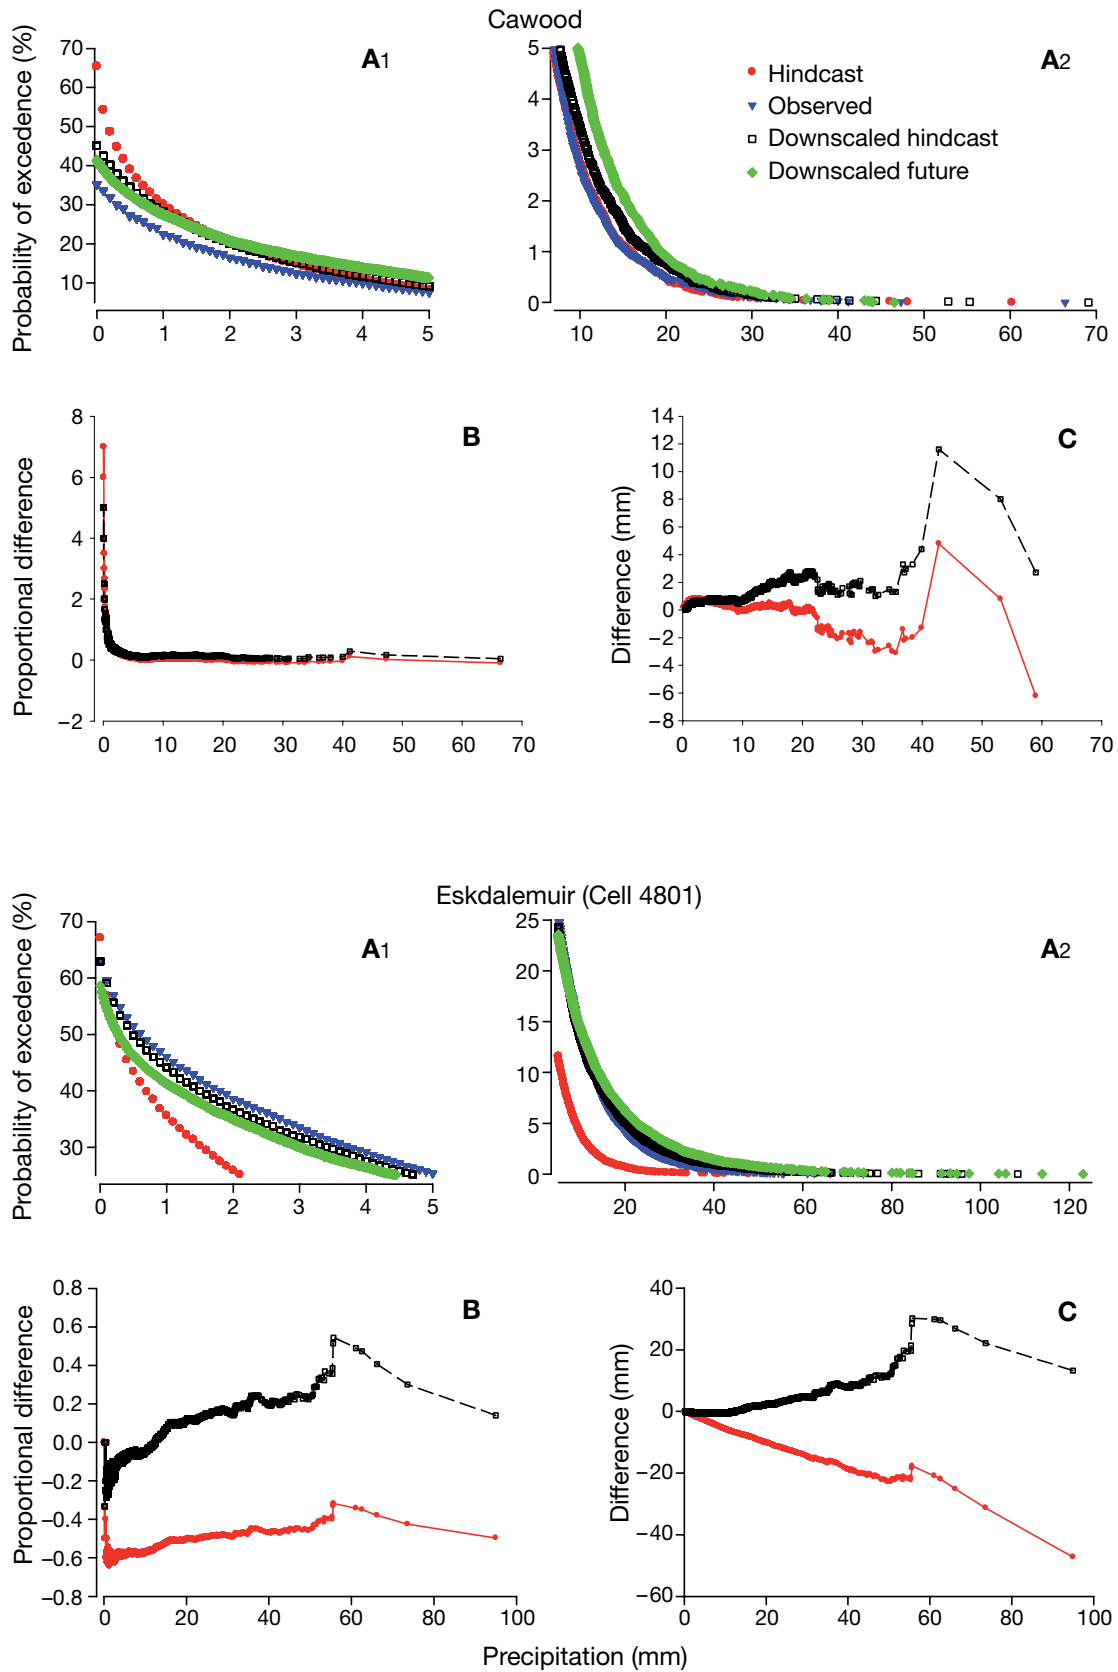 Cawood
A1
Probability of excedence (%)
70
60
50
40
30
20
10
0 1 2 3 4 5
A2
5
4
3
2
1
0
10 20 30 40 50 60 70
Hindcast
Observed
Downscaled hindcast
Downscaled future
B
Proportional difference
8
6
4
2
0
−2
0 10 20 30 40 50 60 70
C
Difference (mm)
14
12
10
8
6
4
2
0
−2
−4
−6
−8
0 10 20 30 40 50 60 70
Eskdalemuir (Cell 4801)
A1
Probability of excedence (%)
70
60
50
40
30
0 1 2 3 4 5
A2
25
20
15
10
5
0
20 40 60 80 100 120
B
Proportional difference
0.8
0.6
0.4
0.2
0.0
−0.2
−0.4
−0.6
−0.8
0 20 40 60 80 100
C
Difference (mm)
40
20
0
−20
−40
−60
0 20 40 60 80 100
Precipitation (mm)